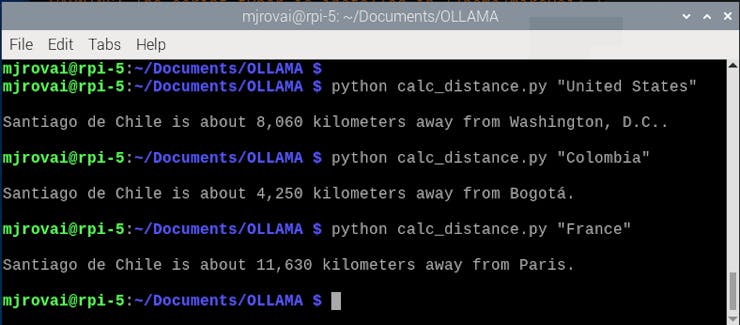 mjrovai@rpi-5: ~/Documents/OLLAMA
File Edit Tabs Help
mjrovai@rpi-5:~/Documents/OLLAMA $
mjrovai@rpi-5:~/Documents/OLLAMA $ python calc_distance.py "United States"
Santiago de Chile is about 8,060 kilometers away from Washington, D.C..
mjrovai@rpi-5:~/Documents/OLLAMA $ python calc_distance.py "Colombia"
Santiago de Chile is about 4,250 kilometers away from Bogotá.
mjrovai@rpi-5:~/Documents/OLLAMA $ python calc_distance.py "France"
Santiago de Chile is about 11,630 kilometers away from Paris.
mjrovai@rpi-5:~/Documents/OLLAMA $